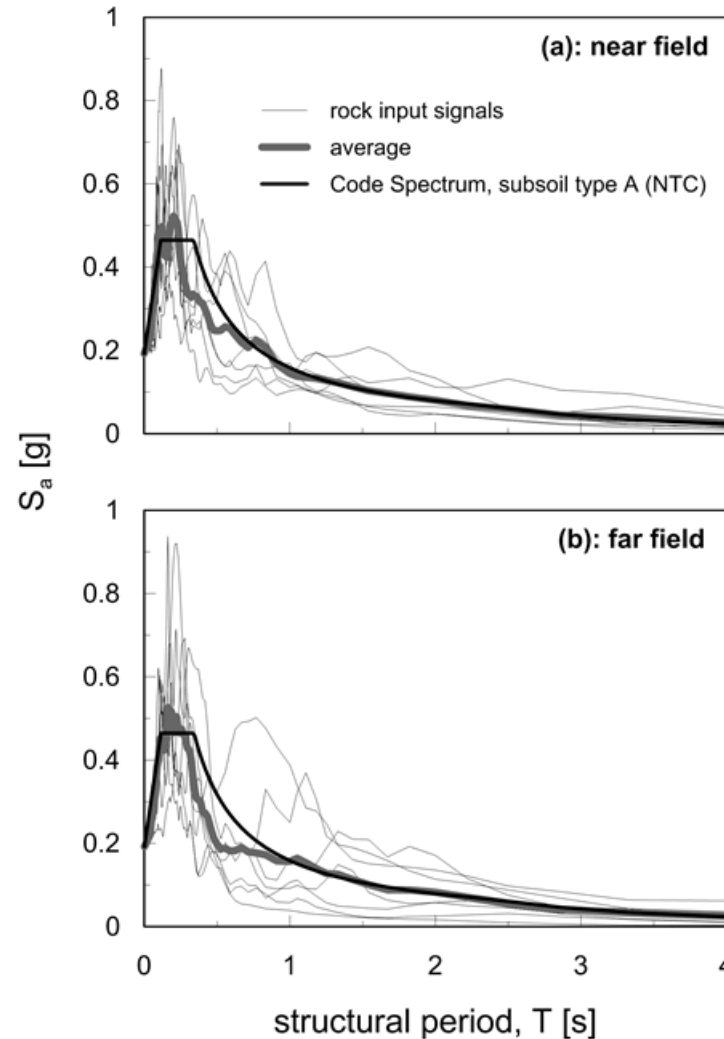 1
(a): near field
0.8
rock input signals
average
0.6
Code Spectrum, subsoil type A (NTC)
0.4
0.2
0
Sa [g]
1
(b): far field
0.8
0.6
0.4
0.2
0
0 1 2 3 4
structural period, T [s]